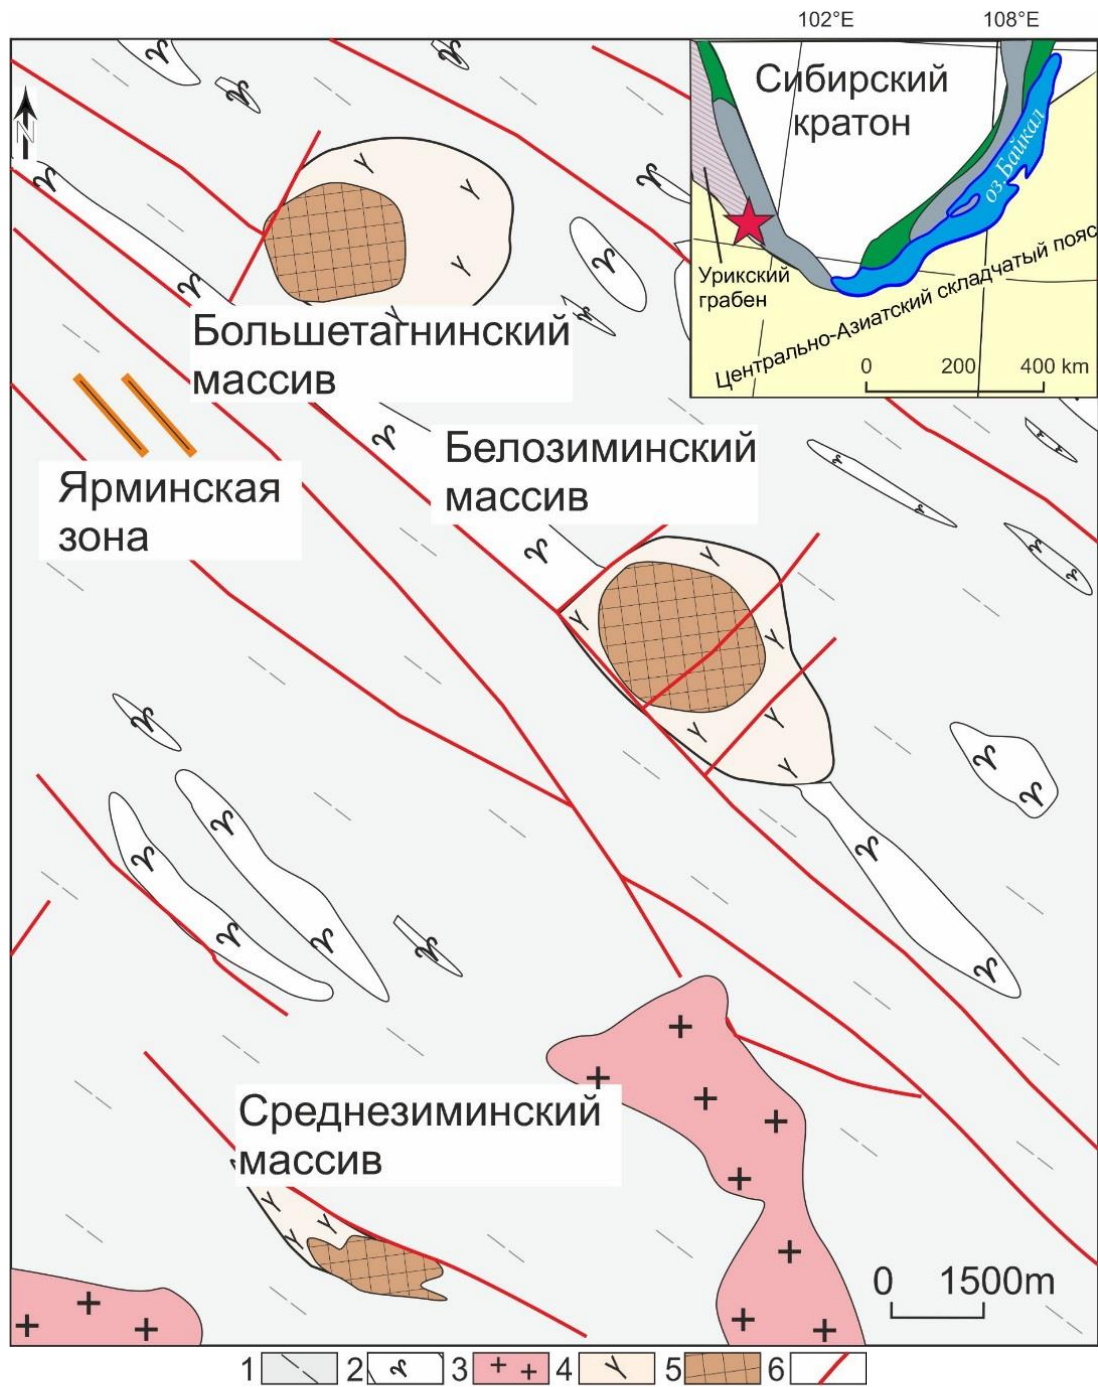 102°E 108°E
N
Сибирский
кратон
оз.Байкал
Урикский
грабен
Центрально-Азиатский складчатый пояс
0 200 400 km
Большетагнинский
массив
Белозиминский
массив
Ярминская
зона
Среднезиминский
массив
0 1500m
1 2 3 4 5 6